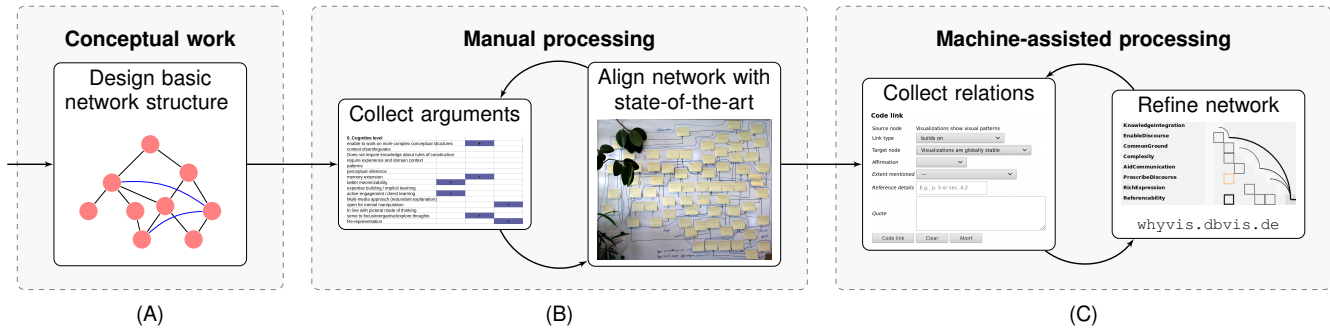 Conceptual work
Design basic
network structure
(A)
Manual processing
Collect arguments
6. Cognitive level
enable to work on more complex conceptual structures
context disambiguates
Does not require knowledge about rules of construction
require experience and domain context
patterns
perceptual inference
memory extension
better memorizability
expertise building / implicit learning
active engagement / direct learning
Multi-media approach (redundant explanation)
open for mental manipulation
in line with pictorial mode of thinking
serve to focus/reorganise/explore thoughts
Re-representation
Align network with
state-of-the-art
(B)
Machine-assisted processing
Collect relations
Code link
Source node Visualizations show visual patterns
Link type builds on
Target node Visualizations are globally stable
Affirmation
Extent mentioned ---
Reference details E.g., p. 5 or sec. 4.2
Quote
Code link Clear Abort
Refine network
KnowledgeIntegration
EnableDiscourse
CommonGround
Complexity
AidCommunication
PrescribeDiscourse
RichExpression
Referencability
whyvis.dbvis.de
(C)